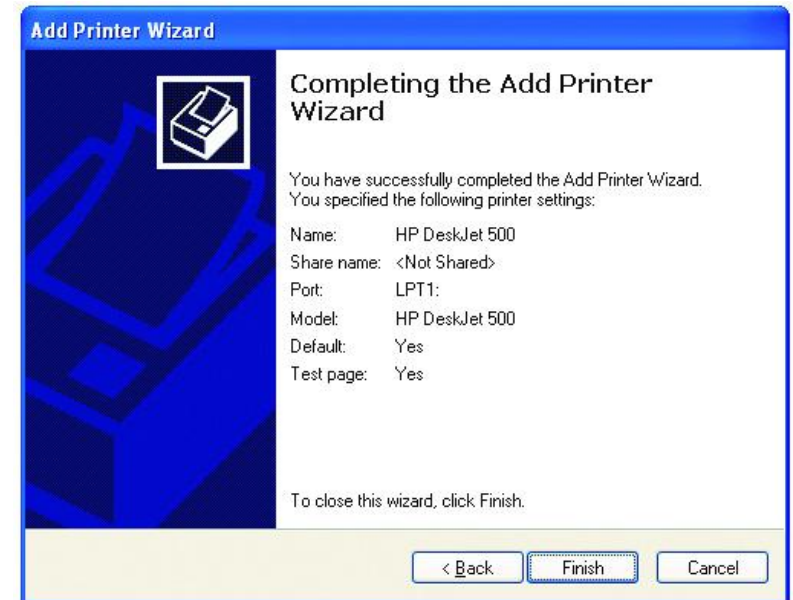 Add Printer Wizard
Completing the Add Printer
Wizard
You have successfully completed the Add Printer Wizard.
You specified the following printer settings:
Name: HP DeskJet 500
Share name: <Not Shared>
Port: LPT1:
Model: HP DeskJet 500
Default: Yes
Test page: Yes
To close this wizard, click Finish.
< Back Finish Cancel